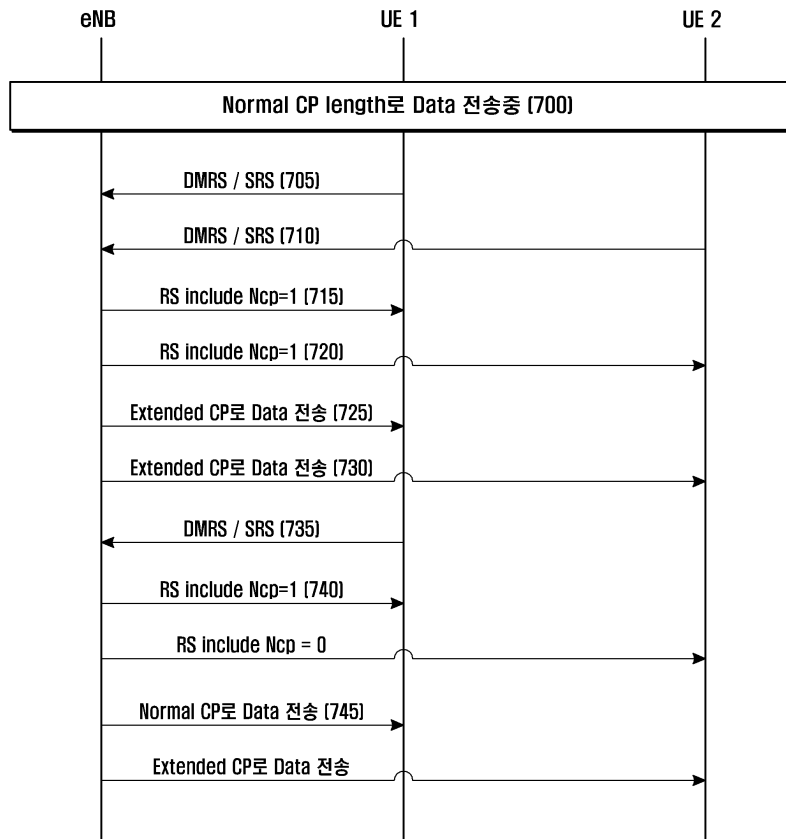 eNB UE 1 UE 2
Normal CP length로 Data 전송중 (700)
DMRS / SRS (705)
DMRS / SRS (710)
RS include Ncp=1 (715)
RS include Ncp=1 (720)
Extended CP로 Data 전송 (725)
Extended CP로 Data 전송 (730)
DMRS / SRS (735)
RS include Ncp=1 (740)
RS include Ncp = 0
Normal CP로 Data 전송 (745)
Extended CP로 Data 전송